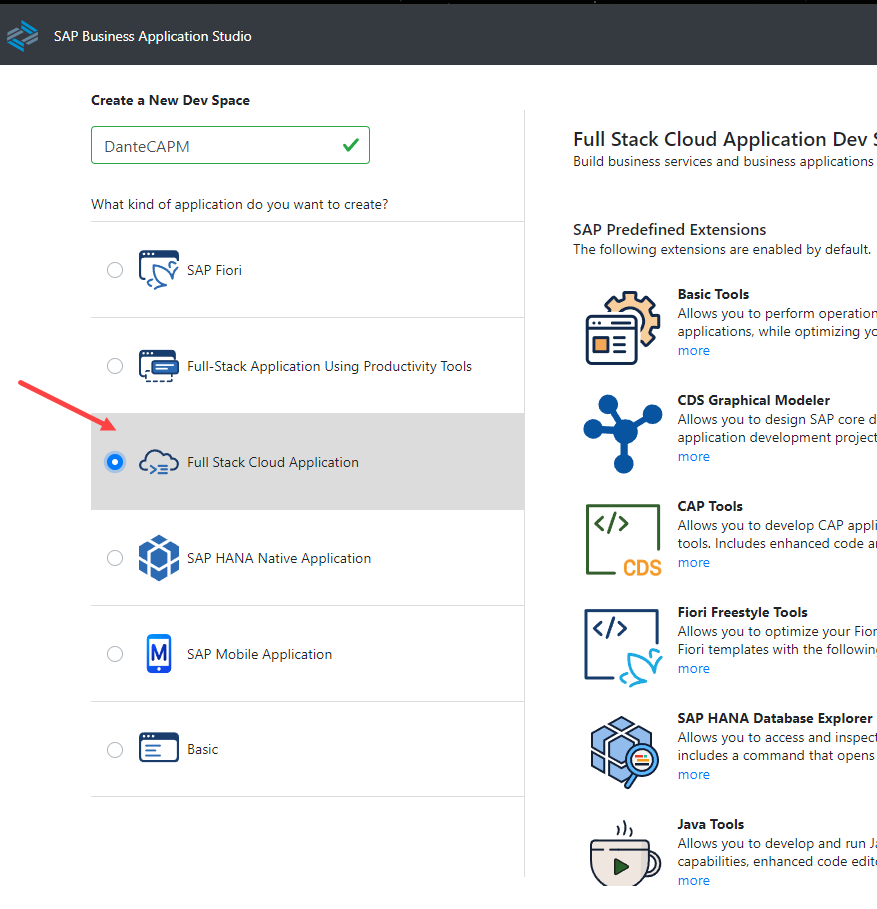 SAP Business Application Studio
Create a New Dev Space
DanteCAPM
What kind of application do you want to create?
SAP Fiori
Full-Stack Application Using Productivity Tools
Full Stack Cloud Application
SAP HANA Native Application
M
SAP Mobile Application
Basic
Full Stack Cloud Application Dev
Build business services and business applications
SAP Predefined Extensions
The following extensions are enabled by default.
Basic Tools
Allows you to perform operation
applications, while optimizing yo
more
CDS Graphical Modeler
Allows you to design SAP core d
application development project
more
</>
CDS
CAP Tools
Allows you to develop CAP appli
tools. Includes enhanced code a
more
</>
Fiori Freestyle Tools
Allows you to optimize your Fior
Fiori templates with the followin
more
SAP HANA Database Explorer
Allows you to access and inspect
includes a command that opens
more
Java Tools
Allows you to develop and run Ja
capabilities, enhanced code edit
more